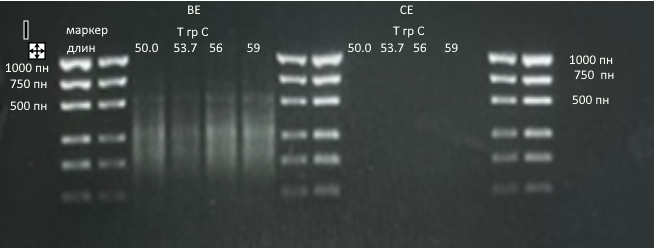 BE
CE
маркер
длин
Т гр С
Т гр С
50.0 53.7 56 59
50.0 53.7 56 59
1000 пн
750 пн
500 пн
1000 пн
750 пн
500 пн